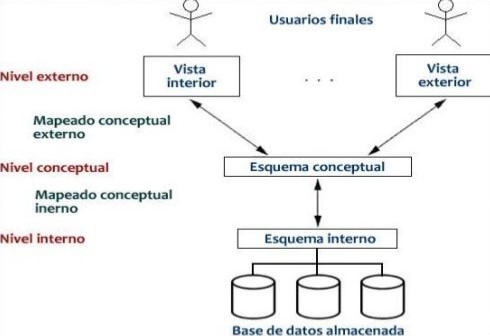 Usuarios finales
Nivel externo
Vista
interior
. . .
Vista
exterior
Mapeado conceptual
externo
Nivel conceptual
Esquema conceptual
Mapeado conceptual
inerno
Nivel interno
Esquema interno
Base de datos almacenada